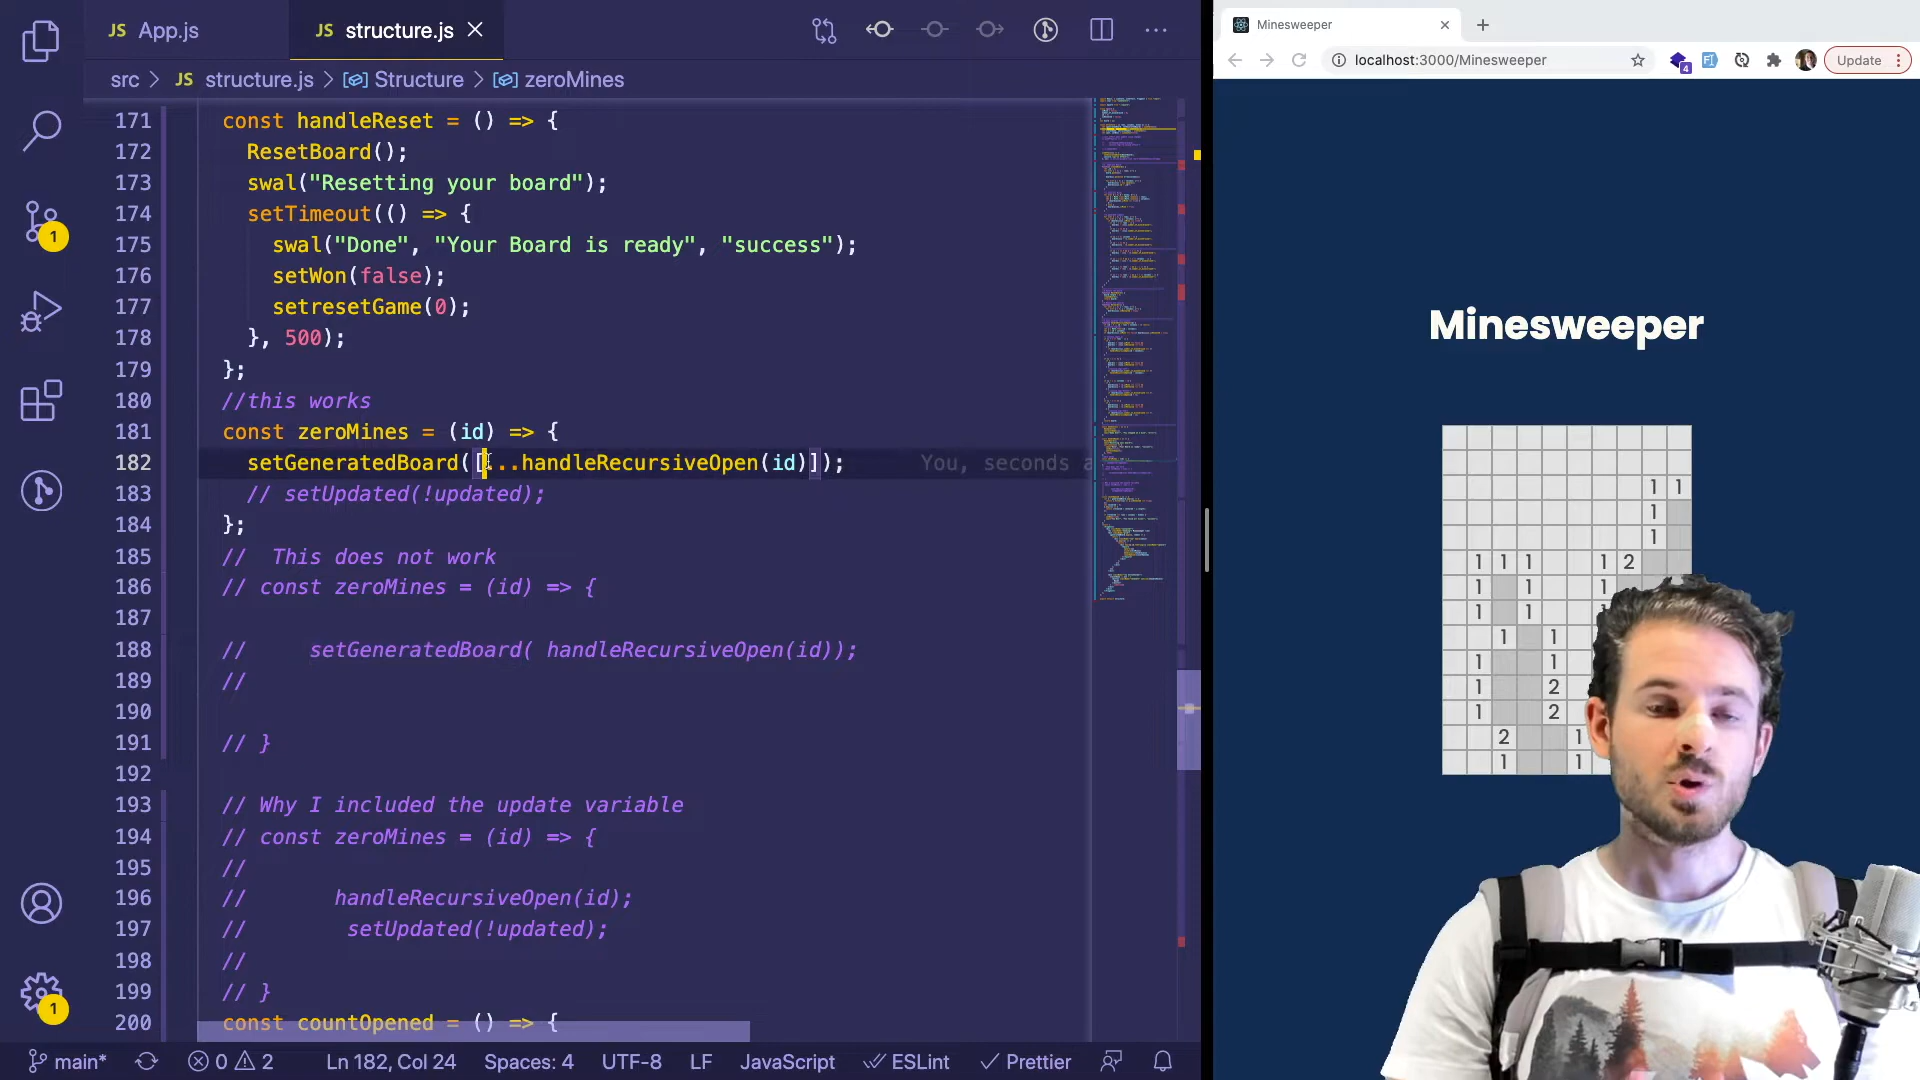 JS App.js
JS structure.js
src > JS structure.js > Structure > zeroMines
171 const handleReset = () => {
172 ResetBoard();
173 swal("Resetting your board");
174 setTimeout(() => {
175 swal("Done", "Your Board is ready", "success");
176 setWon(false);
177 setresetGame(0);
178 }, 500);
179 };
180 //this works
181 const zeroMines = (id) => {
182 setGeneratedBoard([...handleRecursiveOpen(id)]); You, seconds a
183 // setUpdated(!updated);
184 };
185 // This does not work
186 // const zeroMines = (id) => {
187
188 // setGeneratedBoard( handleRecursiveOpen(id));
189 //
190
191 // }
192
193 // Why I included the update variable
194 // const zeroMines = (id) => {
195 //
196 // handleRecursiveOpen(id);
197 // setUpdated(!updated);
198 //
199 // }
200 const countOpened = () => {
1
1
main* 0 2 Ln 182, Col 24 Spaces: 4 UTF-8 LF JavaScript ESLint Prettier
Minesweeper
localhost:3000/Minesweeper
4
Update
Minesweeper
1 1
1
1
1 1 1 1 2
1 1 1
1 1
1 1
1 1
1 2
1 2
2 1
1 1